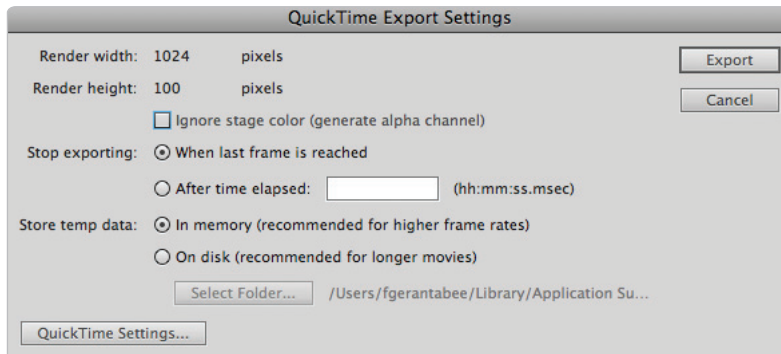 QuickTime Export Settings
Render width: 1024 pixels
Export
Render height: 100 pixels
Cancel
Ignore stage color (generate alpha channel)
Stop exporting: When last frame is reached
After time elapsed: (hh:mm:ss.msec)
Store temp data: In memory (recommended for higher frame rates)
On disk (recommended for longer movies)
Select Folder... /Users/fgerantabee/Library/Application Su...
QuickTime Settings...